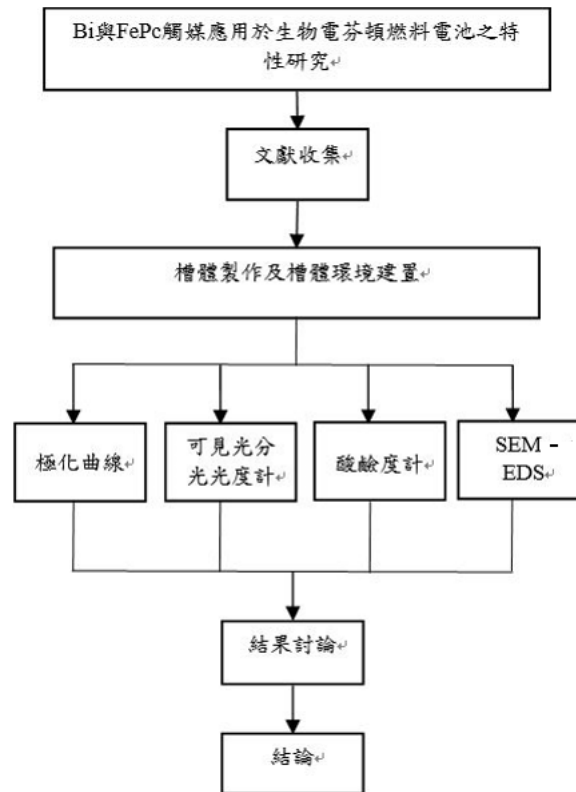 Bi與FePc觸媒應用於生物電芬頓燃料電池之特
性研究↵
文獻收集↵
槽體製作及槽體環境建置↵
極化曲線↵
可見光分
光光度計↵
酸鹼度計↵
SEM -
EDS↵
結果討論↵
結論↵